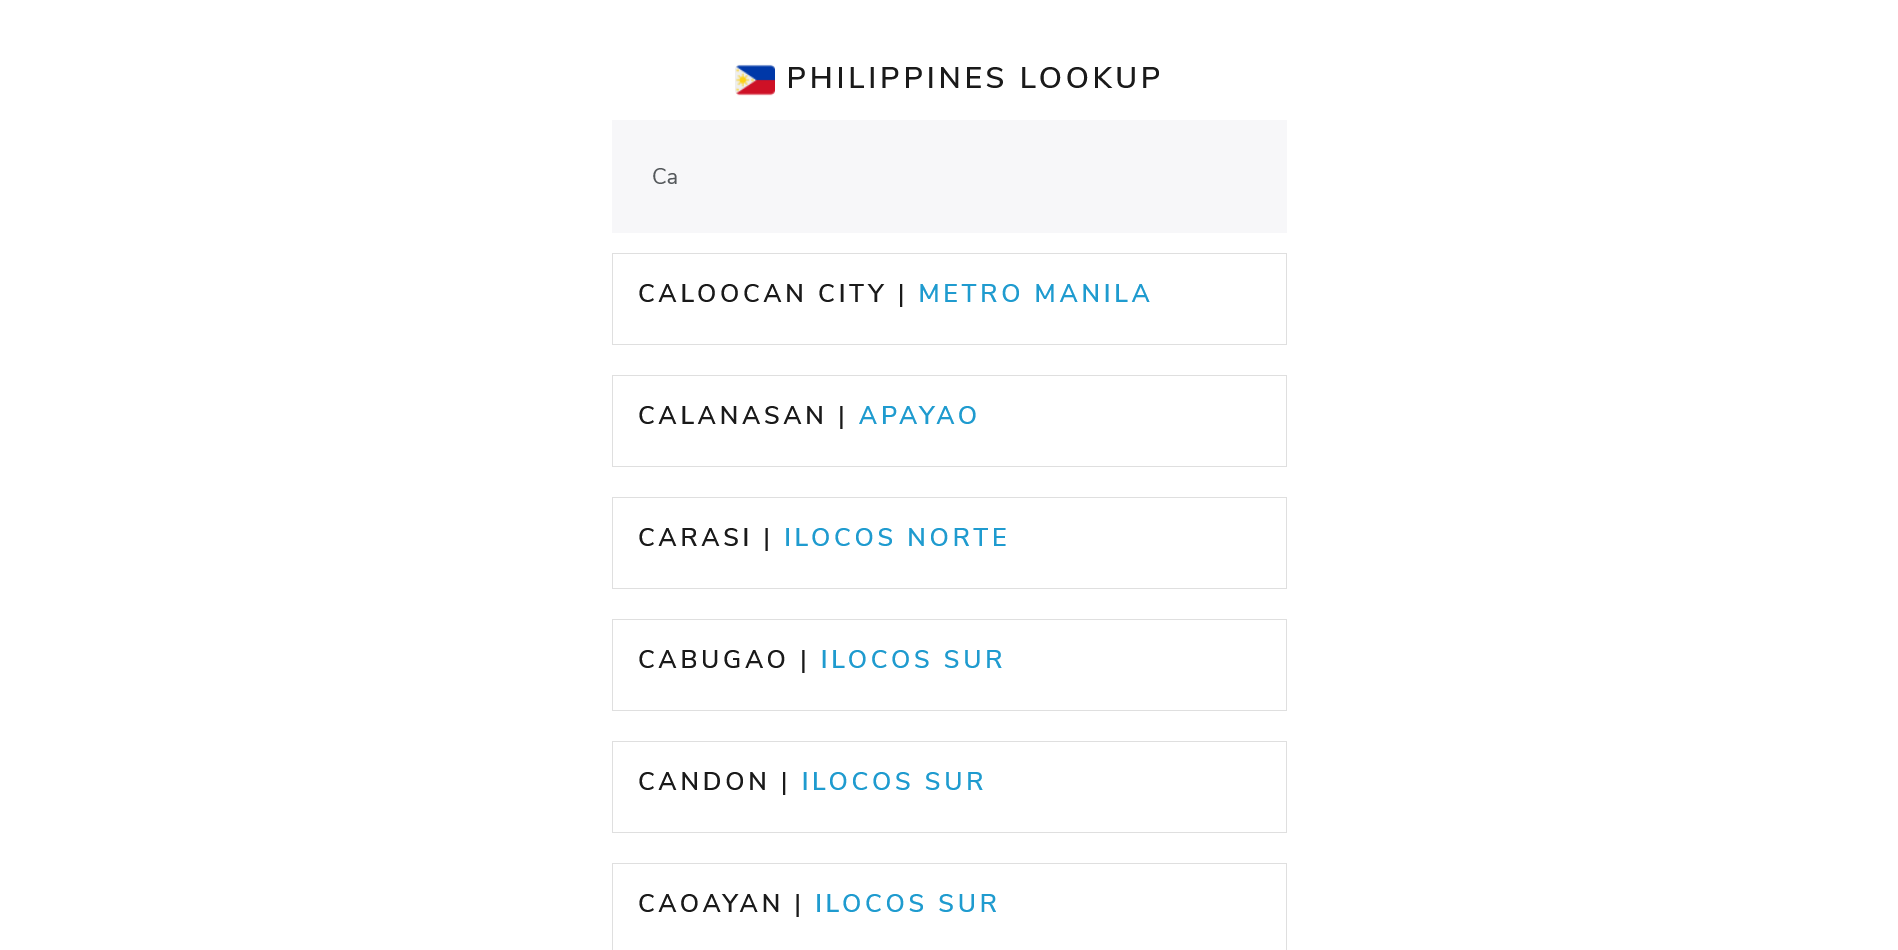 PHILIPPINES LOOKUP
Ca
CALOOCAN CITY | METRO MANILA
CALANASAN | APAYAO
CARASI | ILOCOS NORTE
CABUGAO | ILOCOS SUR
CANDON | ILOCOS SUR
CAOAYAN | ILOCOS SUR